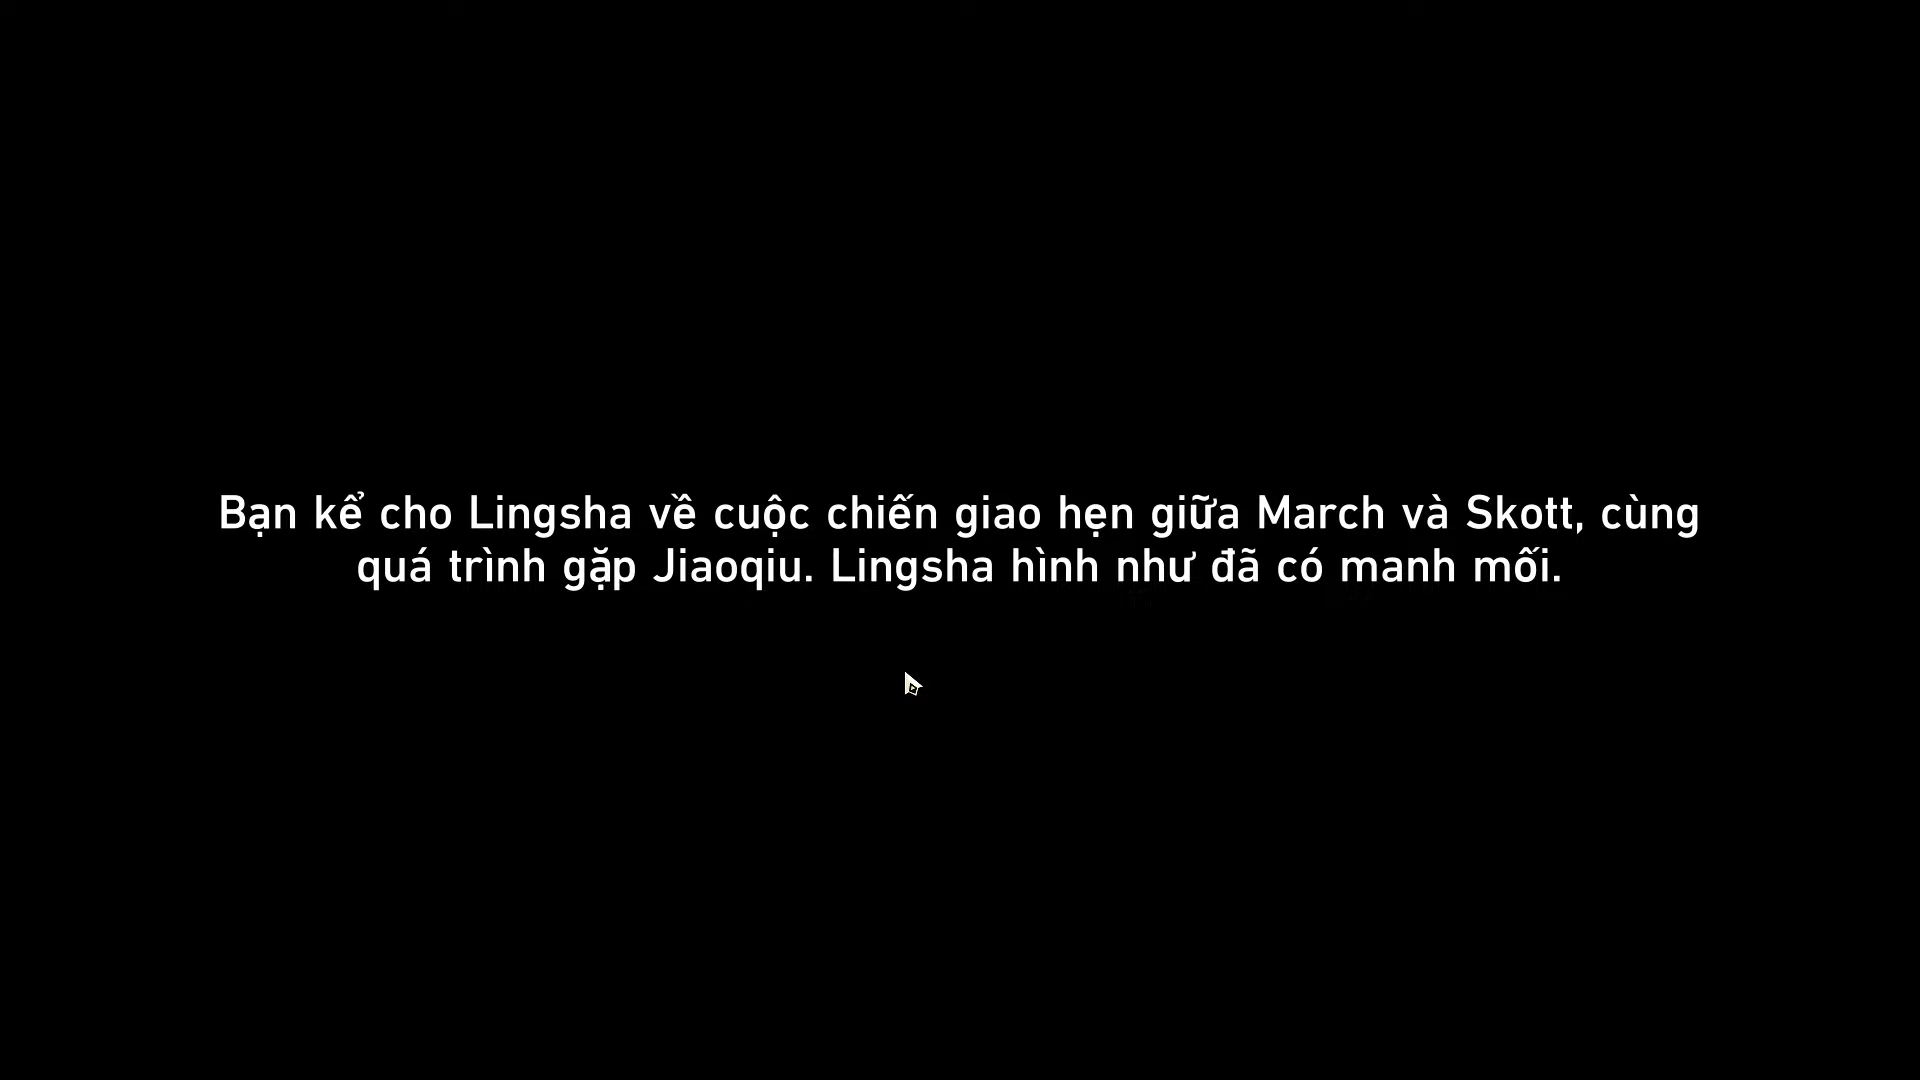 Bạn kể cho Lingsha về cuộc chiến giao hẹn giữa March và Skott, cùng
quá trình gặp Jiaoqiu. Lingsha hình như đã có manh mối.